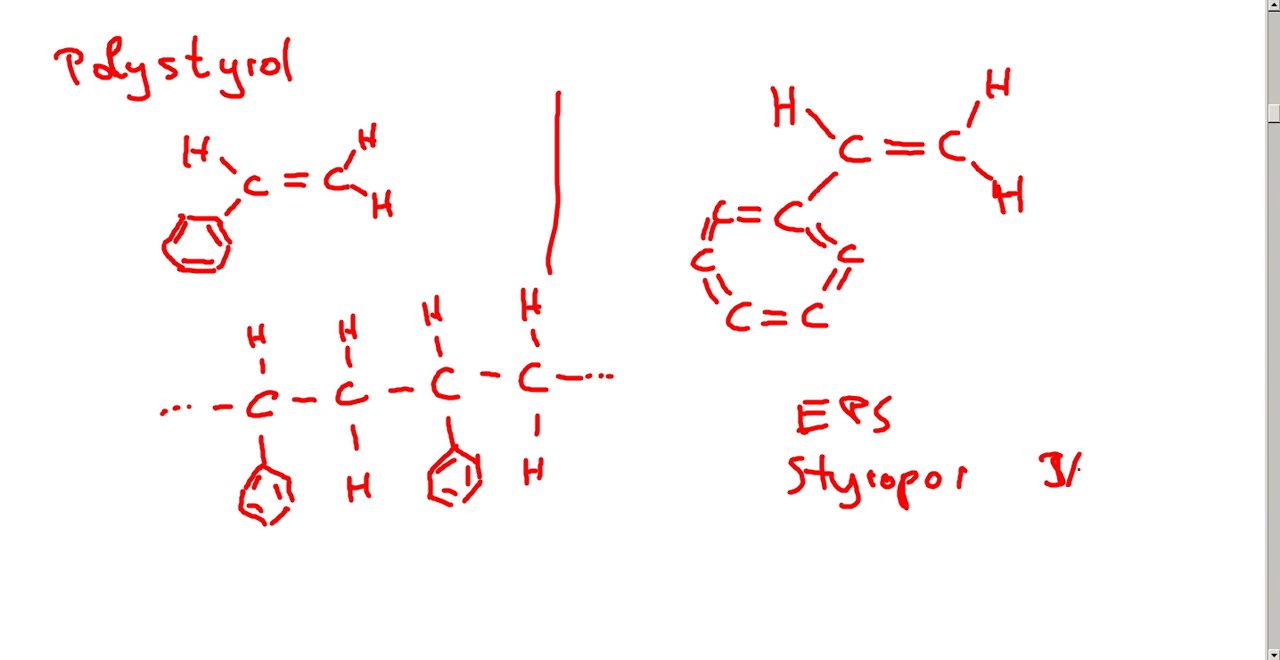 Polystyrol
H H
C = C
H
H H H H
... - C - C - C - C - ...
H H
H H
C = C
H
C = C
C C
C = C
EPS
Styropor